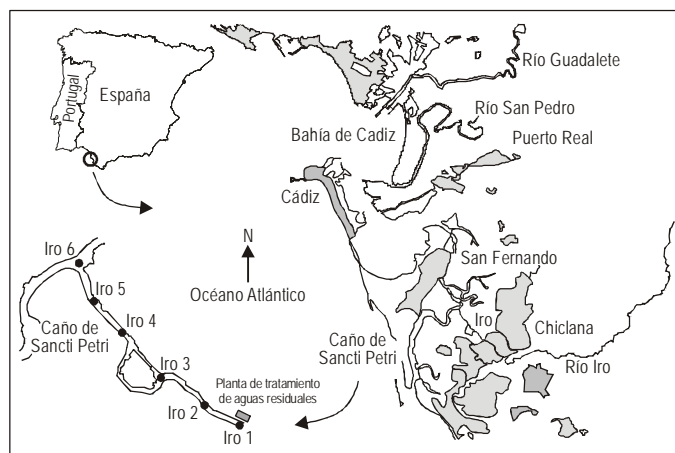 Portugal
España
Río Guadalete
Río San Pedro
Bahía de Cadiz
Puerto Real
Cádiz
N
Océano Atlántico
San Fernando
Iro
Chiclana
Caño de
Sancti Petri
Río Iro
Iro 6
Iro 5
Iro 4
Caño de
Sancti Petri
Iro 3
Planta de tratamiento
de aguas residuales
Iro 2
Iro 1